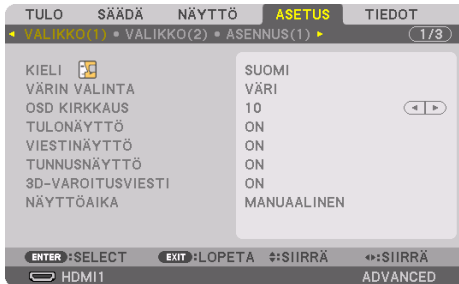 TULO SÄÄDÄ NÄYTTÖ ASETUS TIEDOT
VALIKKO(1) • VALIKKO(2) • ASENNUS(1) 1/3
KIELI SUOMI
VÄRIN VALINTA VÄRI
OSD KIRKKAUS 10
TULONÄYTTÖ ON
VIESTINÄYTTÖ ON
TUNNUSNÄYTTÖ ON
3D-VAROITUSVIESTI ON
NÄYTTÖAIKA MANUAALINEN
ENTER:SELECT EXIT:LOPETA :SIIRRÄ :SIIRRÄ
HDMI1 ADVANCED